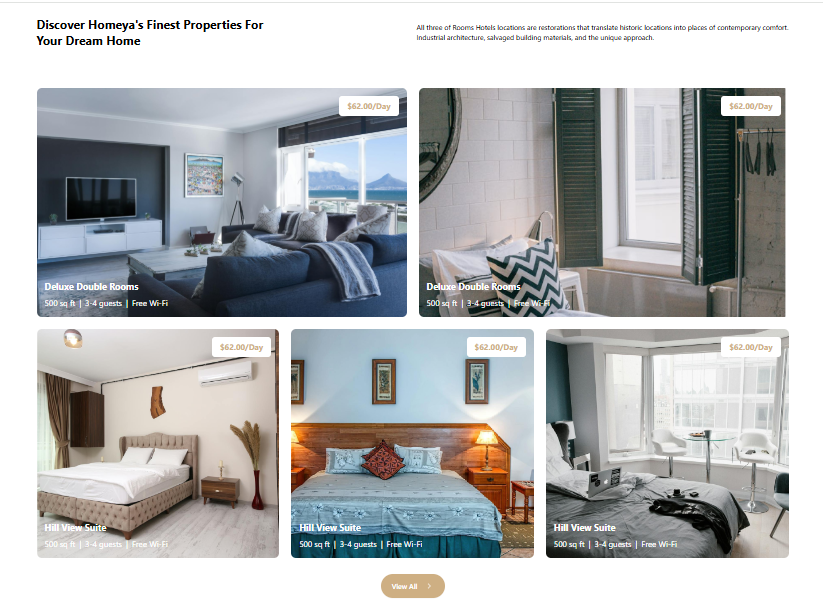 Discover Homeya's Finest Properties For
Your Dream Home
All three of Rooms Hotels locations are restorations that translate historic locations into places of contemporary comfort.
Industrial architecture, salvaged building materials, and the unique approach.
$62.00/Day
$62.00/Day
Deluxe Double Rooms
500 sq ft | 3-4 guests | Free Wi-Fi
Deluxe Double Rooms
500 sq ft | 3-4 guests | Free Wi-Fi
$62.00/Day
$62.00/Day
$62.00/Day
Hill View Suite
500 sq ft | 3-4 guests | Free Wi-Fi
Hill View Suite
500 sq ft | 3-4 guests | Free Wi-Fi
Hill View Suite
500 sq ft | 3-4 guests | Free Wi-Fi
View All